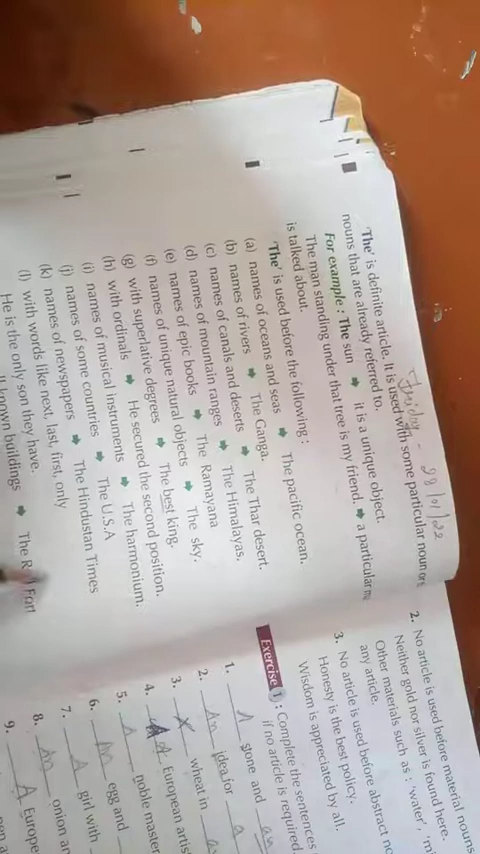 Friday - 28/01/22
'The' is definite article. It is used with some particular noun or
nouns that are already referred to.
For example : The sun ➜ it is a unique object.
The man standing under that tree is my friend. ➜ a particular
is talked about.
'The' is used before the following :
(a) names of oceans and seas ➜ The pacific ocean.
(b) names of rivers ➜ The Ganga.
(c) names of canals and deserts ➜ The Thar desert.
(d) names of mountain ranges ➜ The Himalayas.
(e) names of epic books ➜ The Ramayana
(f) names of unique natural objects ➜ The sky.
(g) with superlative degrees ➜ The best king.
(h) with ordinals ➜ He secured the second position.
(i) names of musical instruments ➜ The harmonium.
(j) names of some countries ➜ The U.S.A
(k) names of newspapers ➜ The Hindustan Times
(l) with words like next, last, first, only
He is the only son they have.
known buildings ➜ The Red Fort
2. No article is used before material nouns
Neither gold nor silver is found here.
Other materials such as : 'water',
any article.
3. No article is used before abstract
Honesty is the best policy.
Wisdom is appreciated by all.
Exercise 1 : Complete the sentences
if no article is required
1. A stone and an
2. An idea for a
3. X wheat in
4. A European
5. A noble master
6. An egg and
7. A girl with
8. An onion
9. A Europe